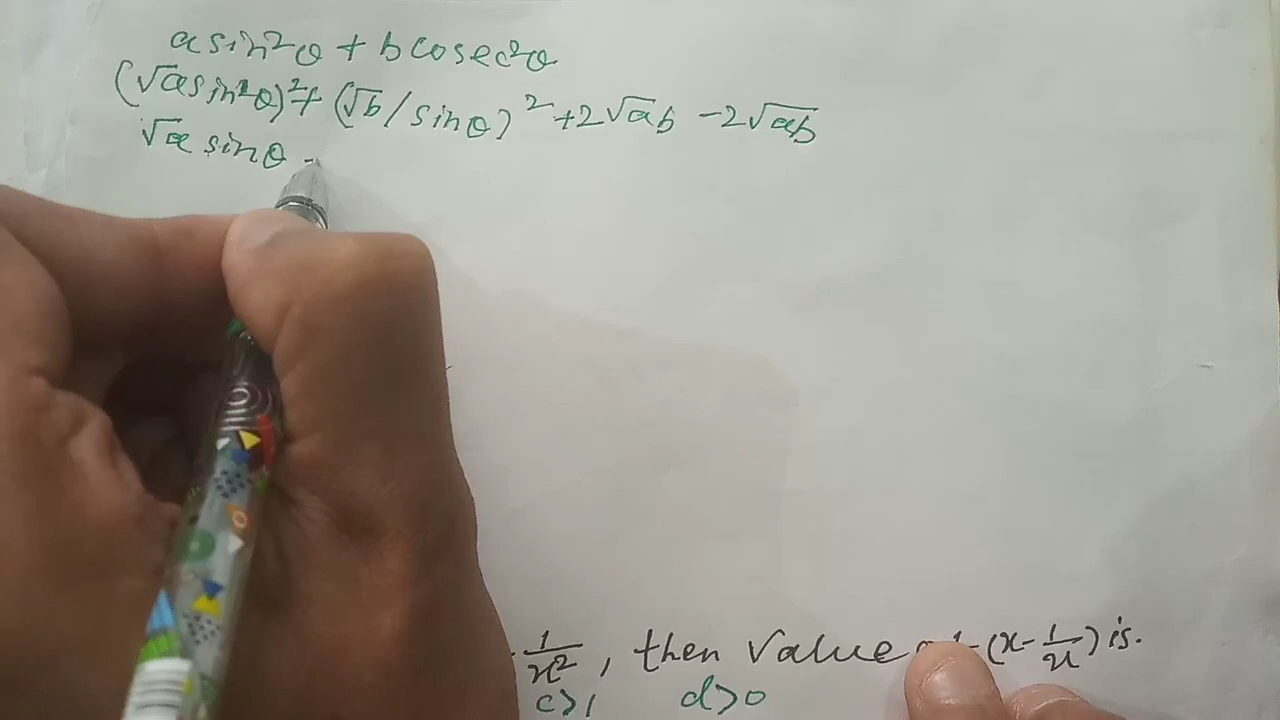 a sin²θ + b cosec²θ
(√a sin²θ)² + (√b / sinθ)² + 2√ab - 2√ab
√a sinθ -
1/x², then value (x - 1/x) is.
c>1 d>0